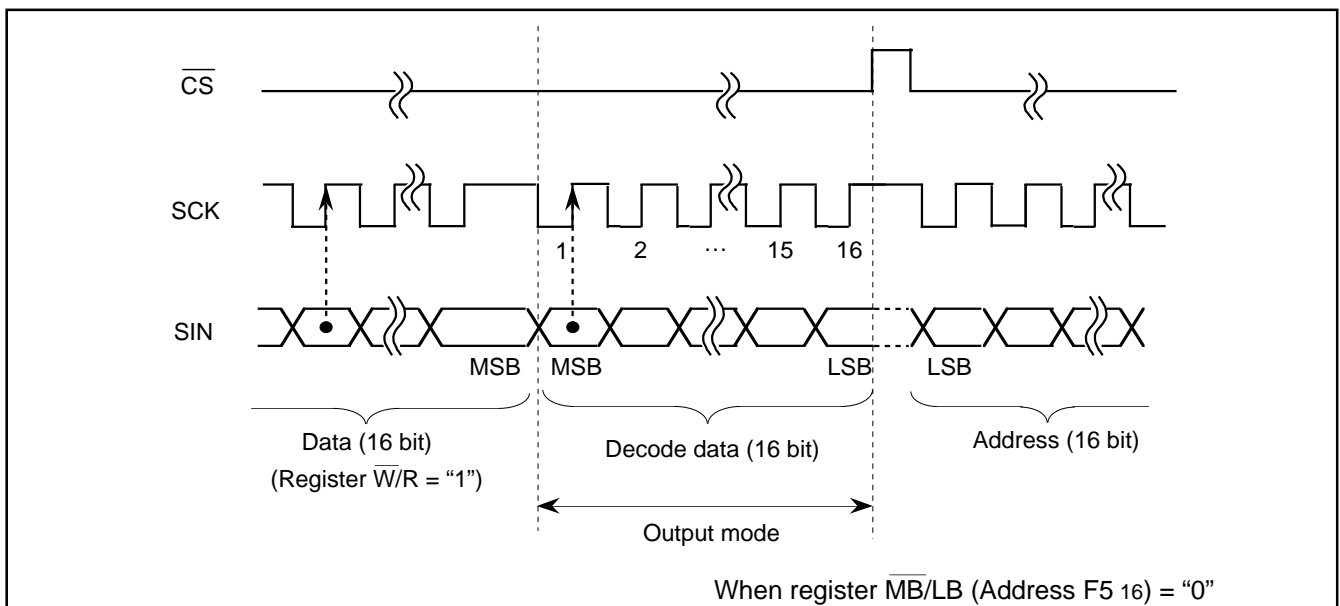 CS
SCK
1 2 ... 15 16
SIN
MSB MSB LSB LSB
Data (16 bit)
(Register W/R = “1”)
Decode data (16 bit)
Address (16 bit)
Output mode
When register MB/LB (Address F5 16) = “0”